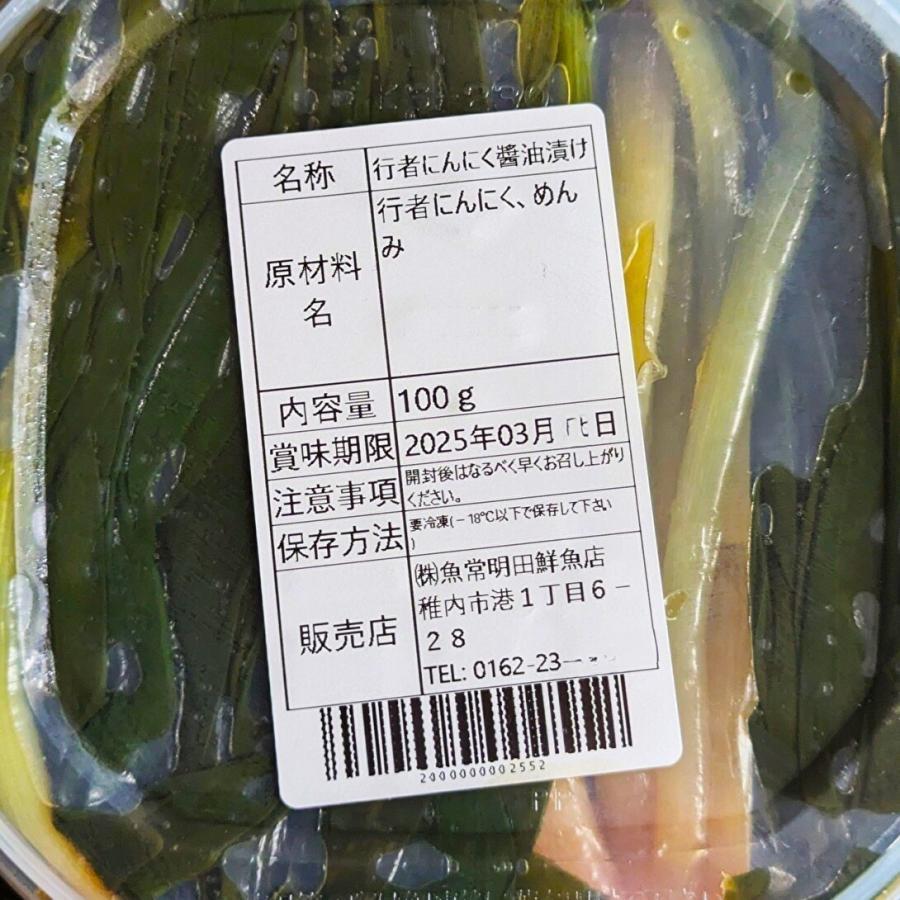 名称 行者にんにく醬油漬け
原材料名 行者にんにく、めん
み
内容量 100g
賞味期限 2025年03月 日
注意事項 開封後はなるべく早くお召し上がり
ください。
保存方法 要冷凍(-18℃以下で保存して下さい
)
販売店 ㈱魚常明田鮮魚店
稚内市港1丁目6-
28
TEL: 0162-23-
2000000002552